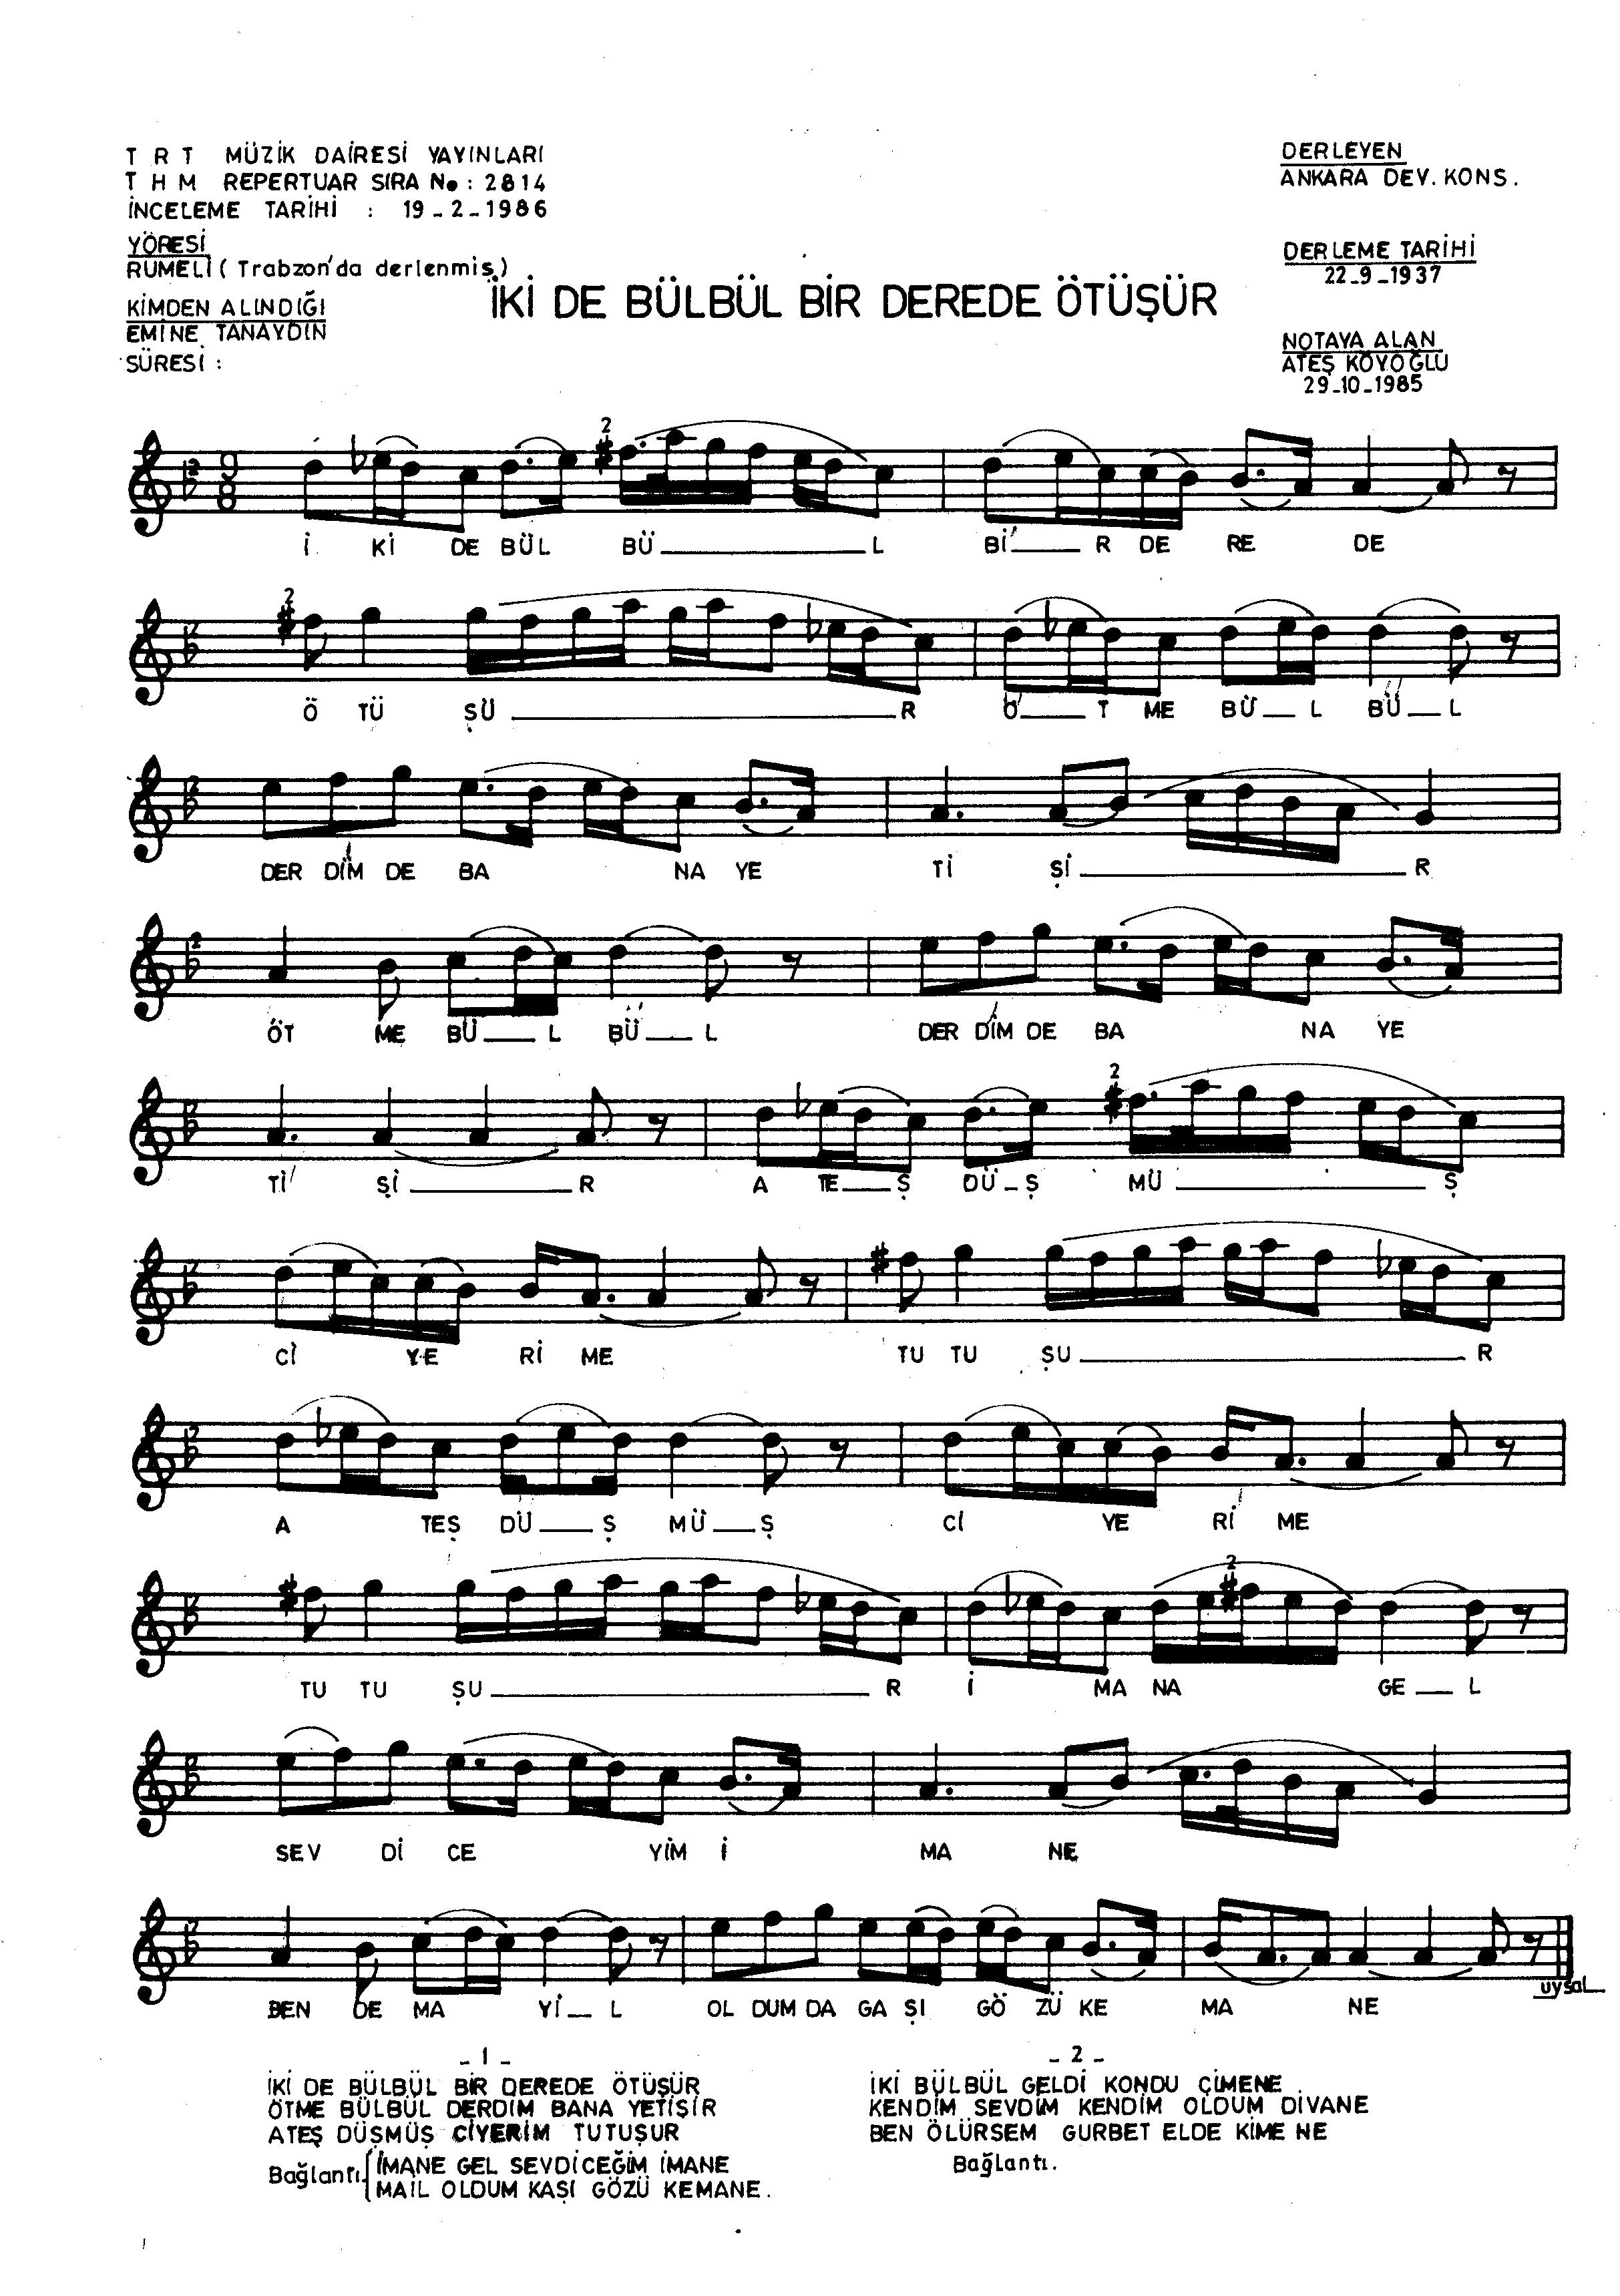 T R T MÜZİK DAİRESİ YAYINLARI
T H M REPERTUAR SIRA No : 2814
İNCELEME TARİHİ : 19-2-1986
YÖRESİ
RUMELİ ( Trabzon'da derlenmiş )
KİMDEN ALINDIĞI
EMİNE TANAYDIN
SÜRESİ :
İKİ DE BÜLBÜL BİR DEREDE ÖTÜŞÜR
DERLEYEN
ANKARA DEV. KONS.
DERLEME TARİHİ
22-9-1937
NOTAYA ALAN
ATEŞ KÖYOĞLU
29-10-1985
İ Kİ DE BÜL BÜ L Bİ R DE RE DE
Ö TÜ ŞÜ R Ö T ME BÜ L BÜ L
DER DİM DE BA NA YE Tİ Şİ R
ÖT ME BÜ L BÜ L DER DİM DE BA NA YE
Tİ Şİ R A TE Ş DÜ Ş MÜ Ş
Cİ YE Rİ ME TU TU ŞU R
A TEŞ DÜ Ş MÜ Ş Cİ YE Rİ ME
TU TU ŞU R İ MA NA GE L
SEV Dİ CE YİM İ MA NE
BEN DE MA Yİ L OL DUM DA GA ŞI GÖ ZÜ KE MA NE
uysal
- 1 -
İKİ DE BÜLBÜL BİR DEREDE ÖTÜŞÜR
ÖTME BÜLBÜL DERDİM BANA YETİŞİR
ATEŞ DÜŞMÜŞ CİYERİM TUTUŞUR
Bağlantı. İMANE GEL SEVDİCEĞİM İMANE
MAİL OLDUM KAŞI GÖZÜ KEMANE.
- 2 -
İKİ BÜLBÜL GELDİ KONDU ÇİMENE
KENDİM SEVDİM KENDİM OLDUM DİVANE
BEN ÖLÜRSEM GURBET ELDE KİME NE
Bağlantı.